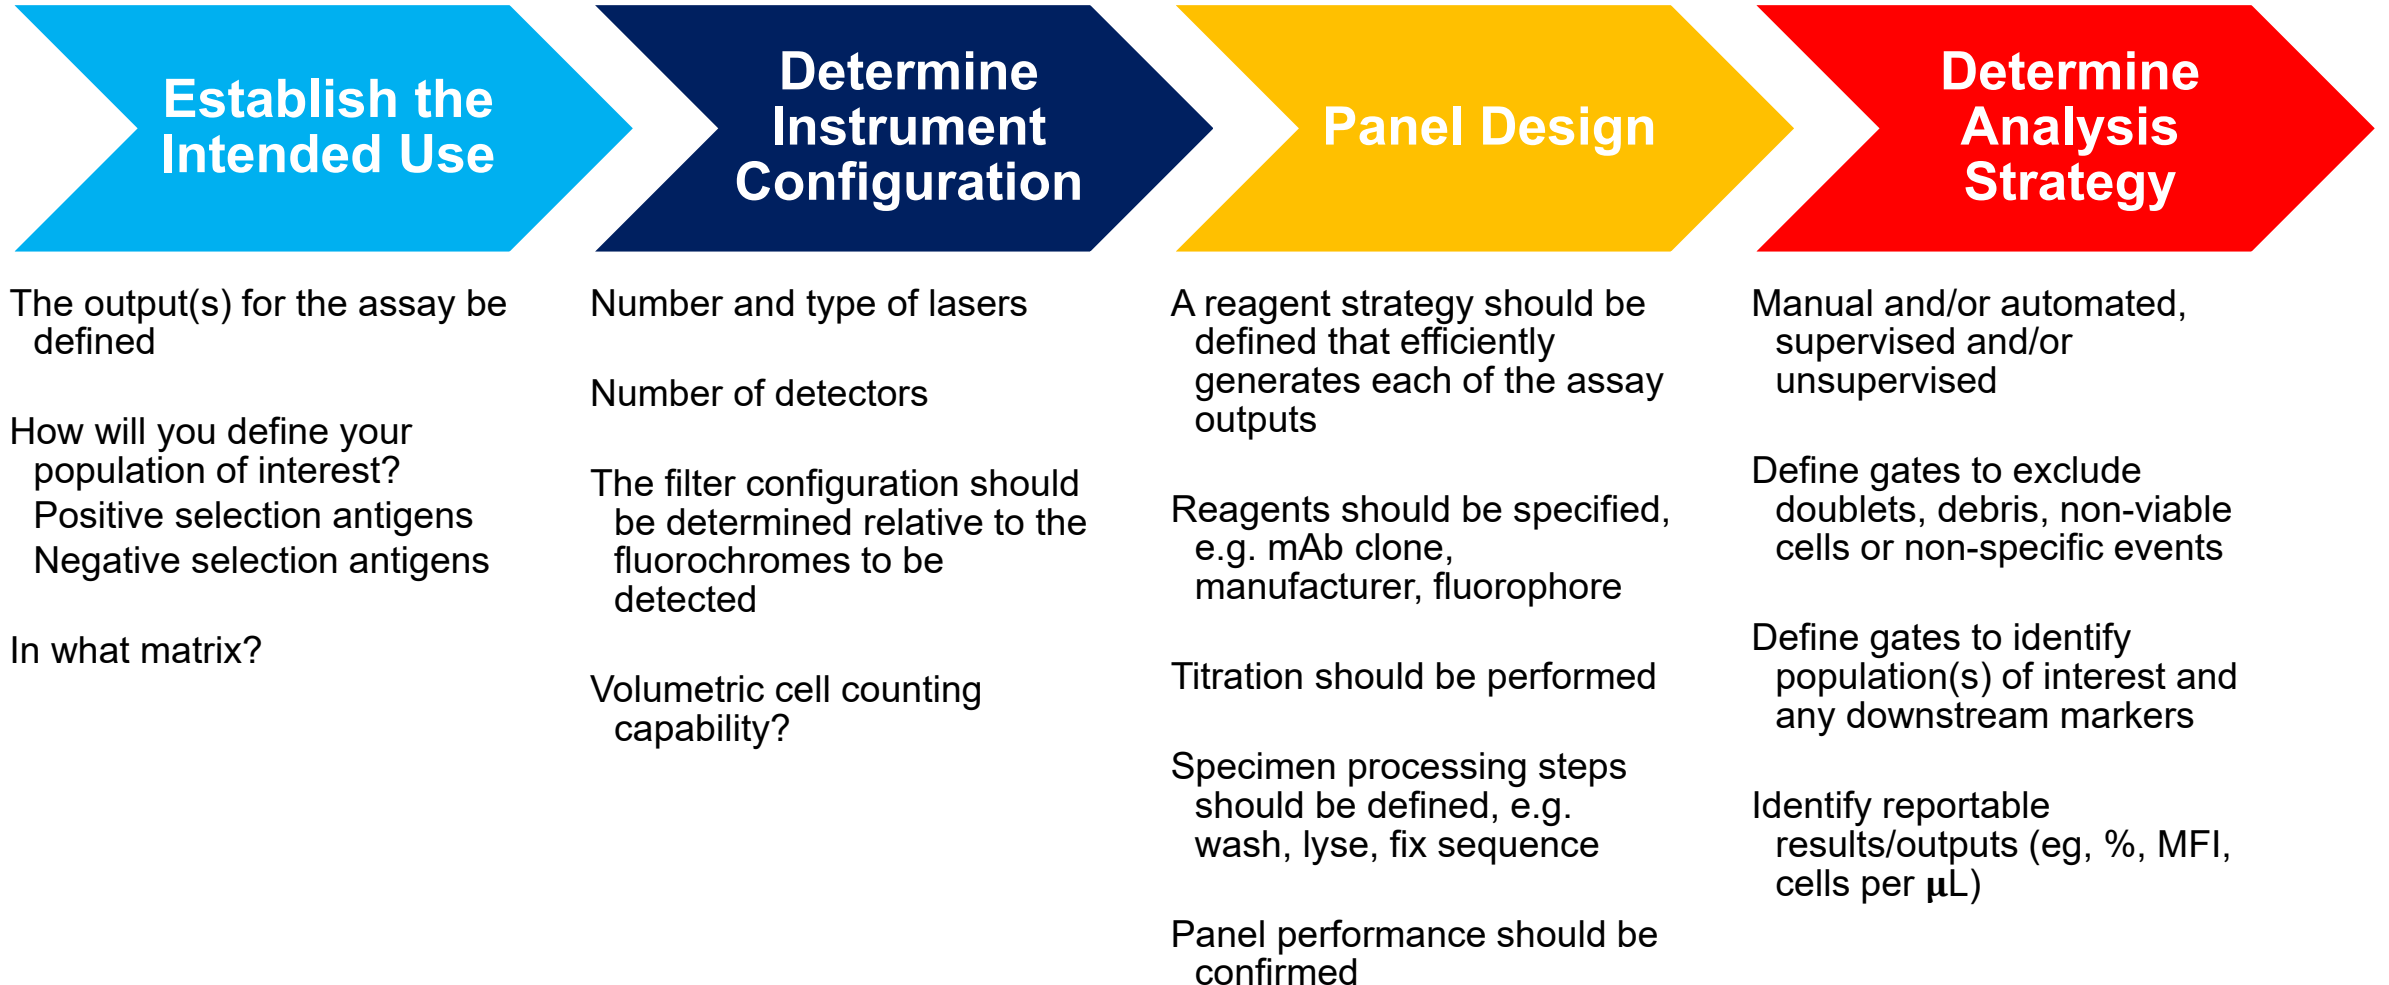 Establish the
Intended Use
Determine
Instrument
Configuration
Panel Design
Determine
Analysis
Strategy
The output(s) for the assay be
defined
How will you define your
population of interest?
Positive selection antigens
Negative selection antigens
In what matrix?
Number and type of lasers
Number of detectors
The filter configuration should
be determined relative to the
fluorochromes to be
detected
Volumetric cell counting
capability?
A reagent strategy should be
defined that efficiently
generates each of the assay
outputs
Reagents should be specified,
e.g. mAb clone,
manufacturer, fluorophore
Titration should be performed
Specimen processing steps
should be defined, e.g.
wash, lyse, fix sequence
Panel performance should be
confirmed
Manual and/or automated,
supervised and/or
unsupervised
Define gates to exclude
doublets, debris, non-viable
cells or non-specific events
Define gates to identify
population(s) of interest and
any downstream markers
Identify reportable
results/outputs (eg, %, MFI,
cells per µL)